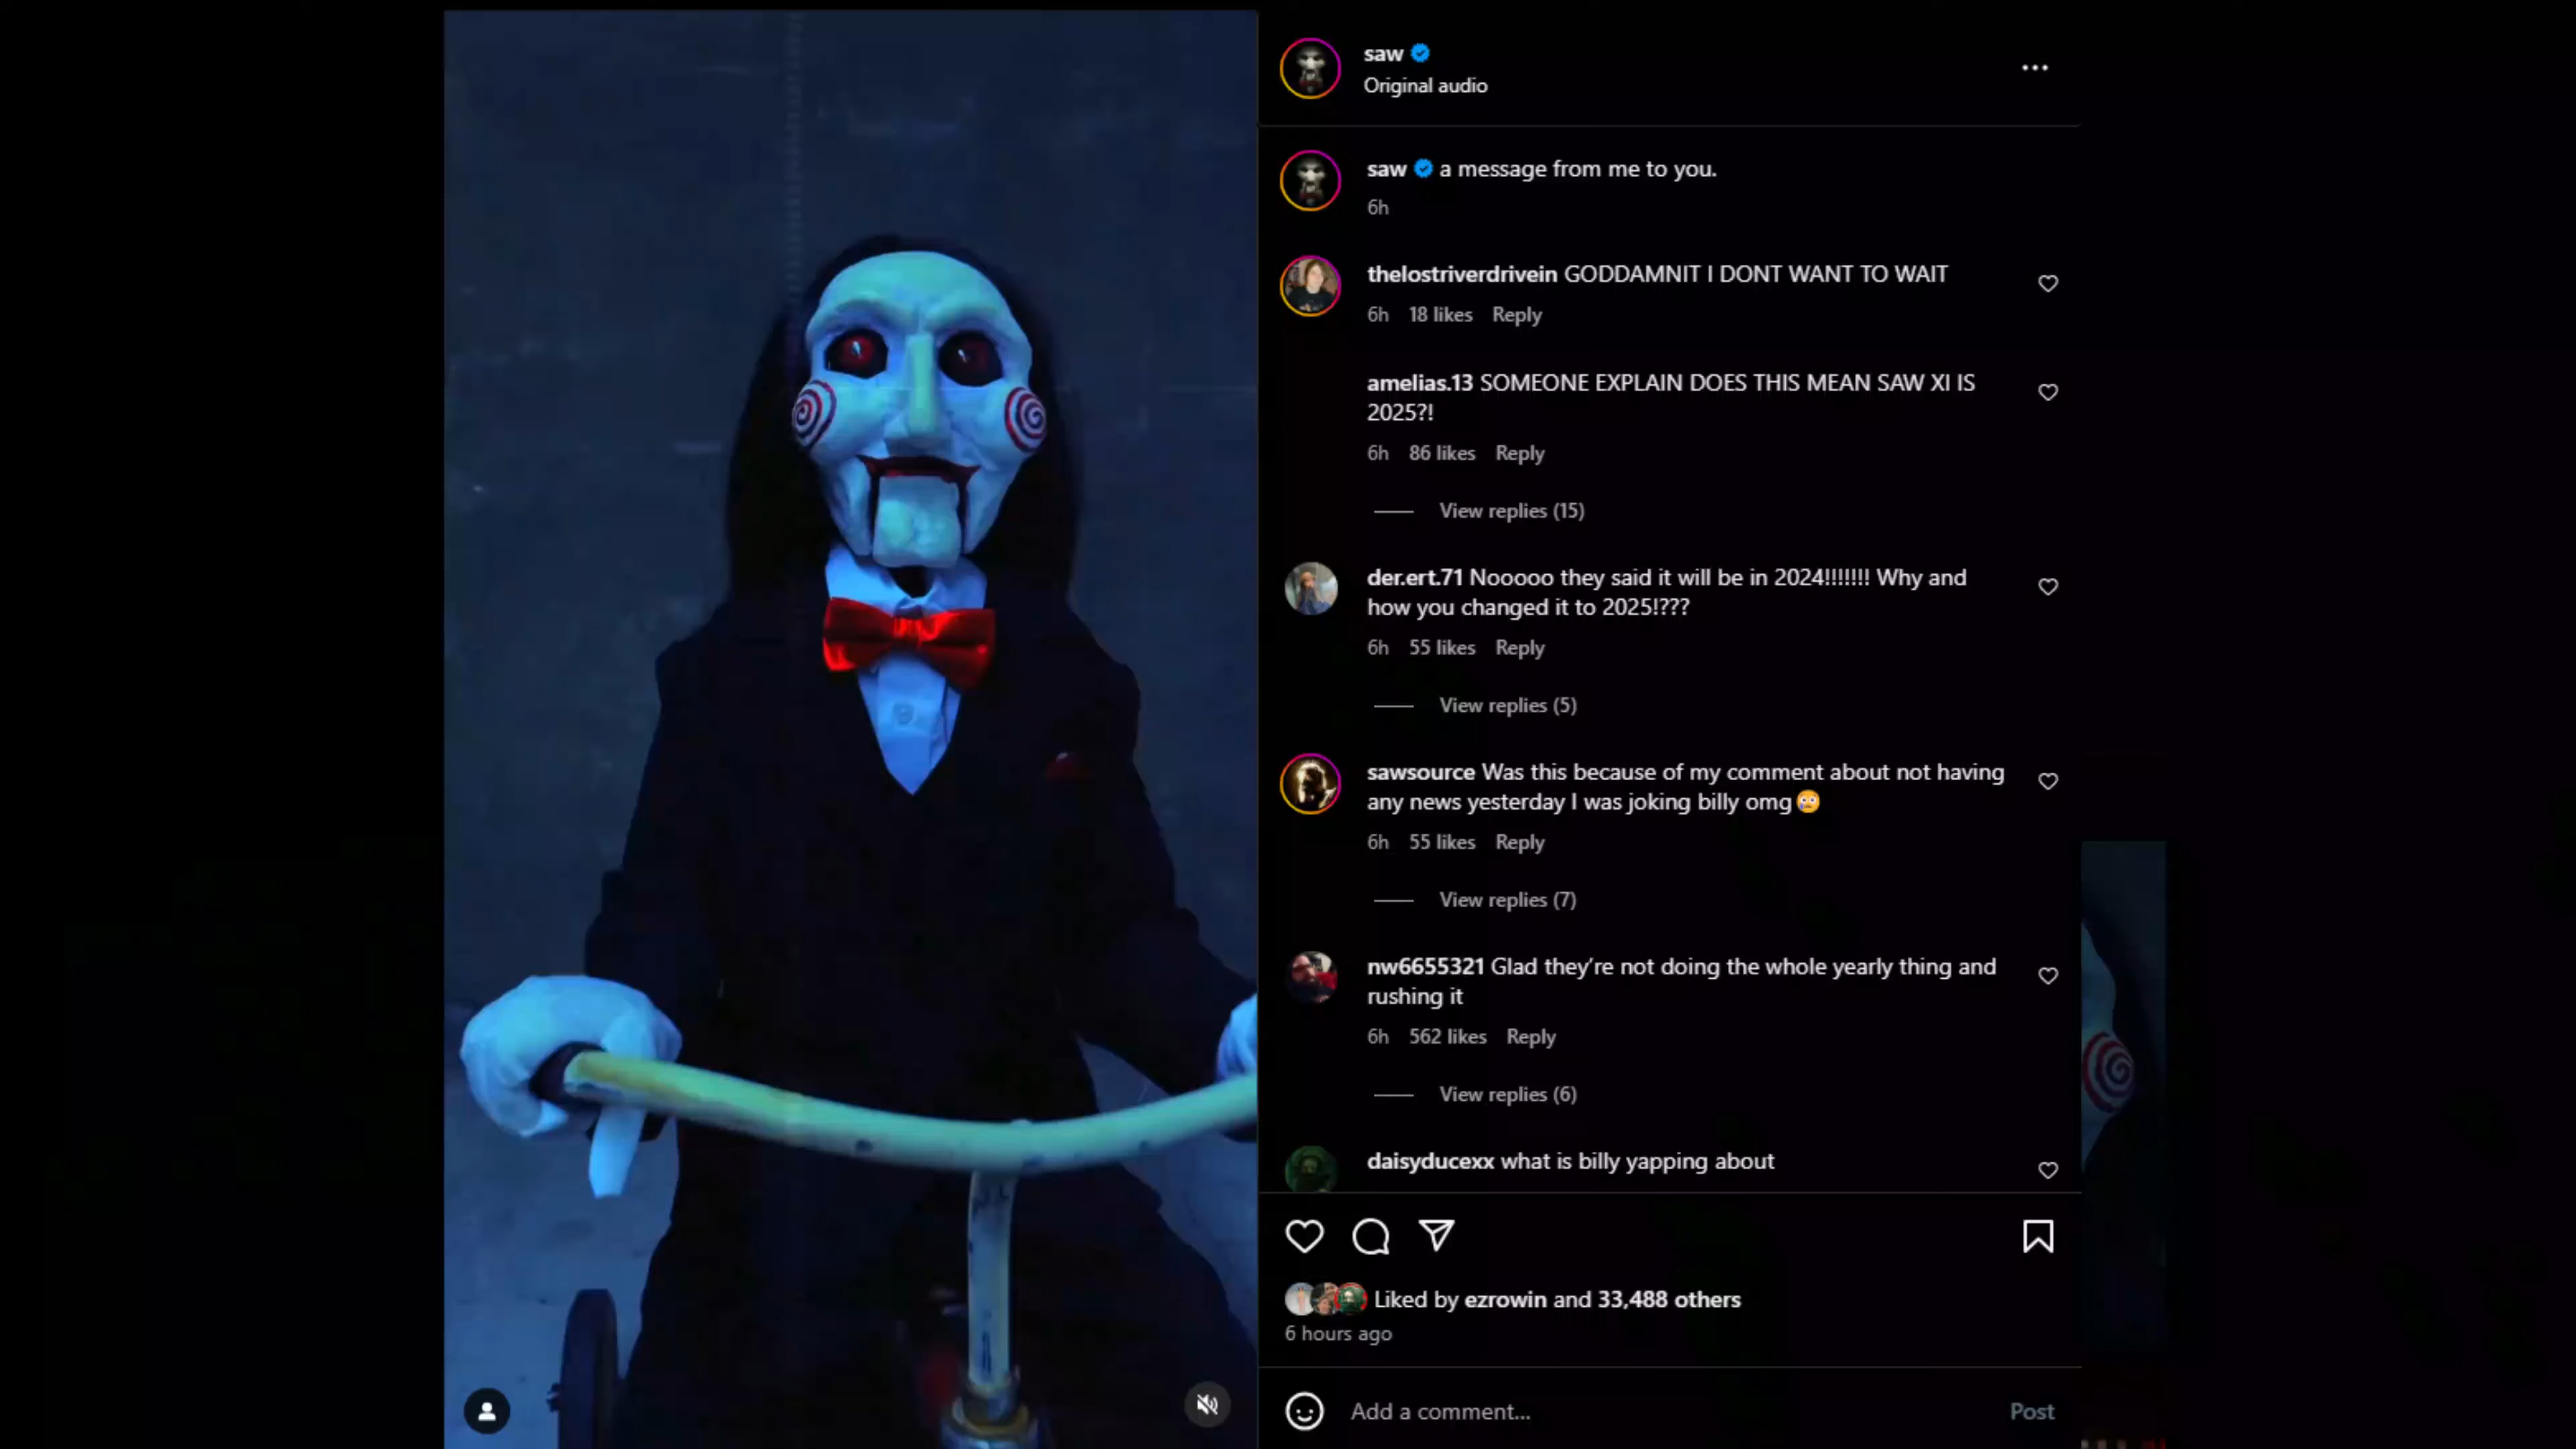 saw
Original audio
saw a message from me to you.
6h
thelostriverdrivein GODDAMNIT I DONT WANT TO WAIT
6h 18 likes Reply
amelias.13 SOMEONE EXPLAIN DOES THIS MEAN SAW XI IS
2025?!
6h 86 likes Reply
View replies (15)
der.ert.71 Nooooo they said it will be in 2024!!!!!!! Why and
how you changed it to 2025!???
6h 55 likes Reply
View replies (5)
sawsource Was this because of my comment about not having
any news yesterday I was joking billy omg😳
6h 55 likes Reply
View replies (7)
nw6655321 Glad they’re not doing the whole yearly thing and
rushing it
6h 562 likes Reply
View replies (6)
daisyducexx what is billy yapping about
Liked by ezrowin and 33,488 others
6 hours ago
Add a comment...
Post